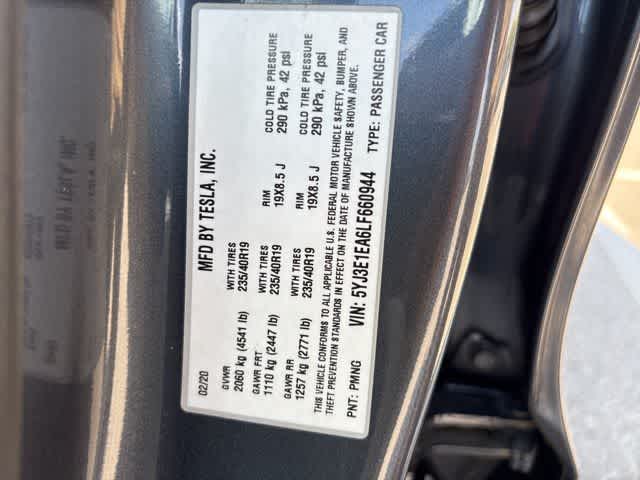 MFD BY TESLA, INC.
02/20
GVWR
2060 kg (4541 lb)
WITH TIRES
235/40R19
GAWR FRT
1110 kg (2447 lb)
WITH TIRES
235/40R19
RIM
19X8.5 J
COLD TIRE PRESSURE
290 kPa, 42 psi
GAWR RR
1257 kg (2771 lb)
WITH TIRES
235/40R19
RIM
19X8.5 J
COLD TIRE PRESSURE
290 kPa, 42 psi
THIS VEHICLE CONFORMS TO ALL APPLICABLE U.S. FEDERAL MOTOR VEHICLE SAFETY, BUMPER, AND
THEFT PREVENTION STANDARDS IN EFFECT ON THE DATE OF MANUFACTURE SHOWN ABOVE.
PNT: PMNG VIN: 5YJ3E1EA6LF660944 TYPE: PASSENGER CAR